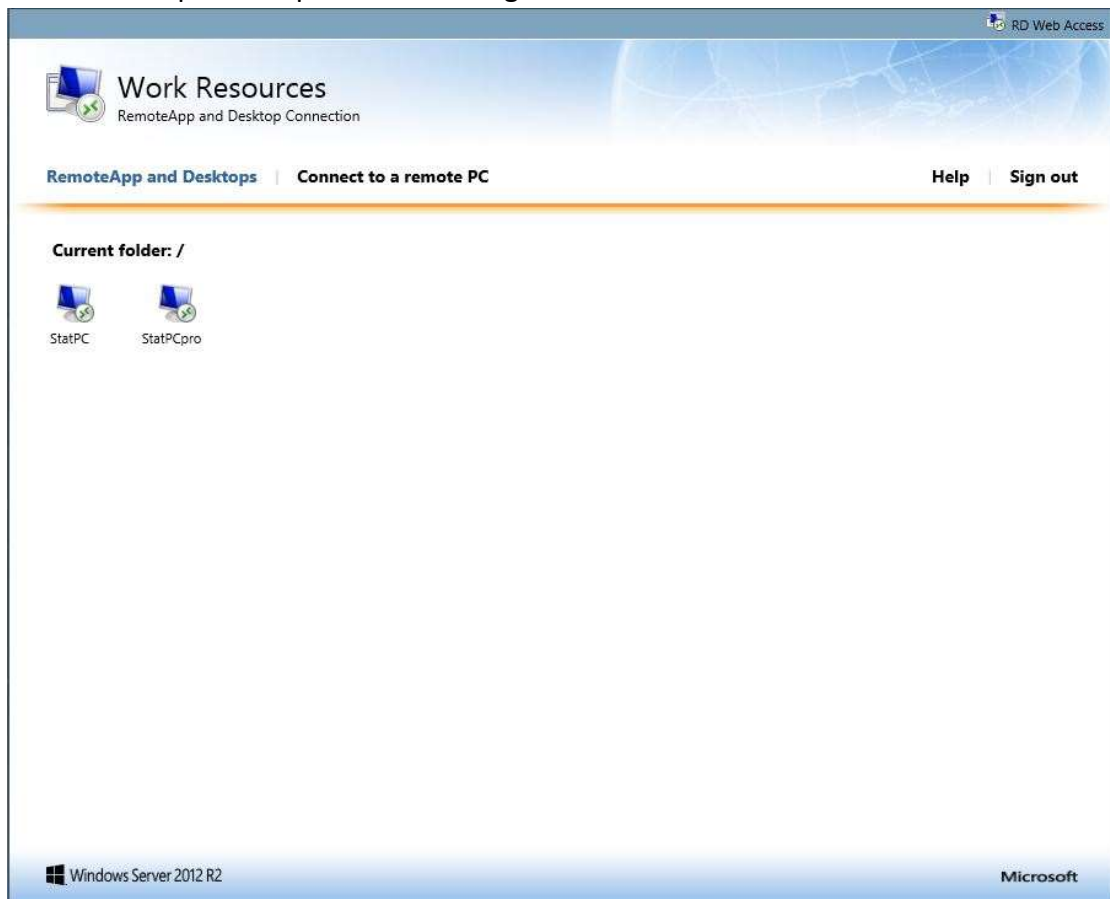 RD Web Access
Work Resources
RemoteApp and Desktop Connection
RemoteApp and Desktops | Connect to a remote PC Help | Sign out
Current folder: /
StatPC StatPCpro
Windows Server 2012 R2 Microsoft